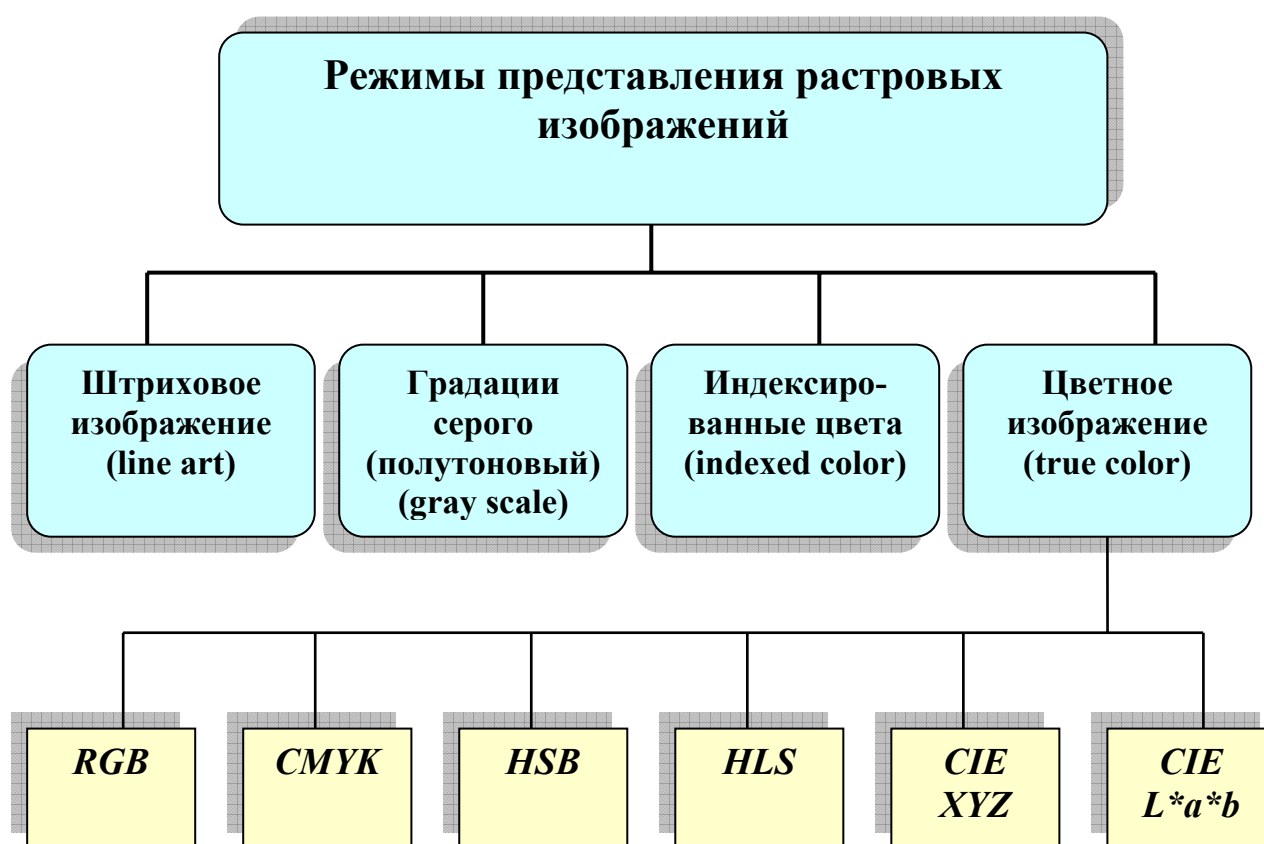 Режимы представления растровых
изображений
Штриховое
изображение
(line art)
Градации
серого
(полутоновый)
(gray scale)
Индексиро-
ванные цвета
(indexed color)
Цветное
изображение
(true color)
RGB
CMYK
HSB
HLS
CIE
XYZ
CIE
L*a*b